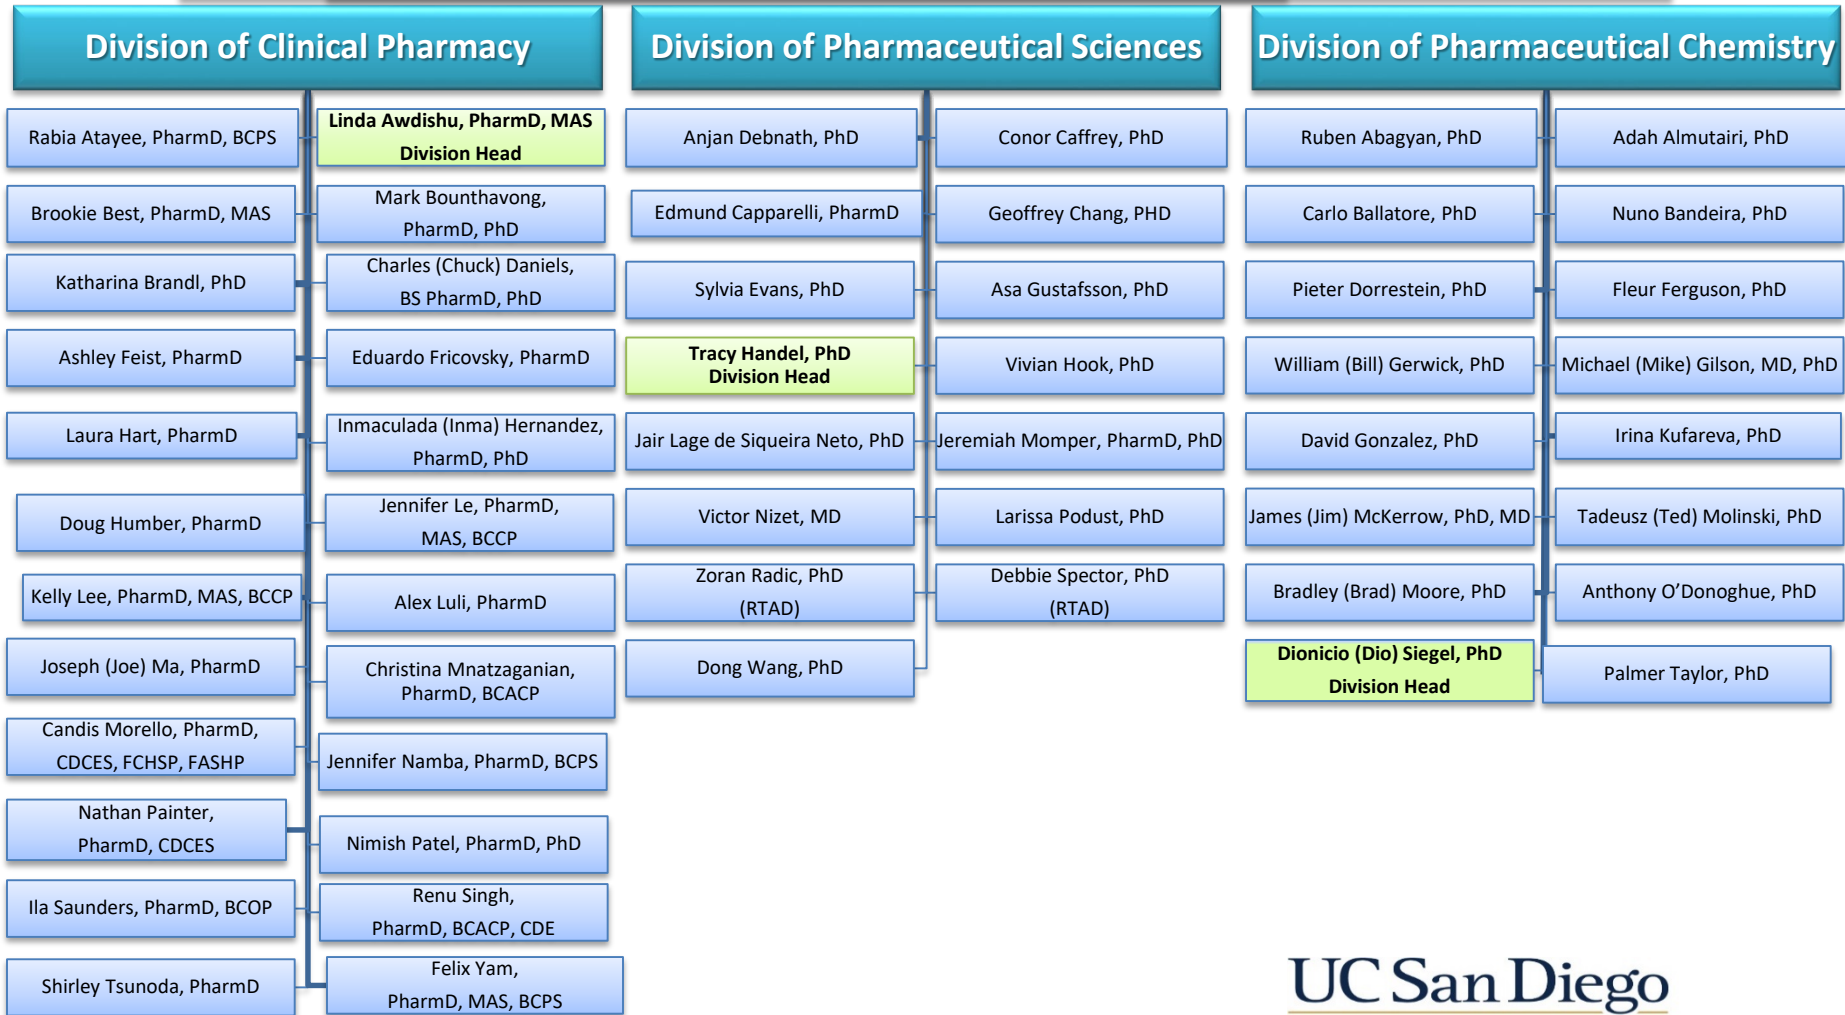 Division of Clinical Pharmacy
Rabia Atayee, PharmD, BCPS
Linda Awdishu, PharmD, MAS
Division Head
Brookie Best, PharmD, MAS
Mark Bounthavong,
PharmD, PhD
Katharina Brandl, PhD
Charles (Chuck) Daniels,
BS PharmD, PhD
Ashley Feist, PharmD
Eduardo Fricovsky, PharmD
Laura Hart, PharmD
Inmaculada (Inma) Hernandez,
PharmD, PhD
Doug Humber, PharmD
Jennifer Le, PharmD,
MAS, BCCP
Kelly Lee, PharmD, MAS, BCCP
Alex Luli, PharmD
Joseph (Joe) Ma, PharmD
Christina Mnatzaganian,
PharmD, BCACP
Candis Morello, PharmD,
CDCES, FCHSP, FASHP
Jennifer Namba, PharmD, BCPS
Nathan Painter,
PharmD, CDCES
Nimish Patel, PharmD, PhD
Ila Saunders, PharmD, BCOP
Renu Singh,
PharmD, BCACP, CDE
Shirley Tsunoda, PharmD
Felix Yam,
PharmD, MAS, BCPS
Division of Pharmaceutical Sciences
Anjan Debnath, PhD
Conor Caffrey, PhD
Edmund Capparelli, PharmD
Geoffrey Chang, PHD
Sylvia Evans, PhD
Asa Gustafsson, PhD
Tracy Handel, PhD
Division Head
Vivian Hook, PhD
Jair Lage de Siqueira Neto, PhD
Jeremiah Momper, PharmD, PhD
Victor Nizet, MD
Larissa Podust, PhD
Zoran Radic, PhD
(RTAD)
Debbie Spector, PhD
(RTAD)
Dong Wang, PhD
Division of Pharmaceutical Chemistry
Ruben Abagyan, PhD
Adah Almutairi, PhD
Carlo Ballatore, PhD
Nuno Bandeira, PhD
Pieter Dorrestein, PhD
Fleur Ferguson, PhD
William (Bill) Gerwick, PhD
Michael (Mike) Gilson, MD, PhD
David Gonzalez, PhD
Irina Kufareva, PhD
James (Jim) McKerrow, PhD, MD
Tadeusz (Ted) Molinski, PhD
Bradley (Brad) Moore, PhD
Anthony O’Donoghue, PhD
Dionicio (Dio) Siegel, PhD
Division Head
Palmer Taylor, PhD
UC San Diego